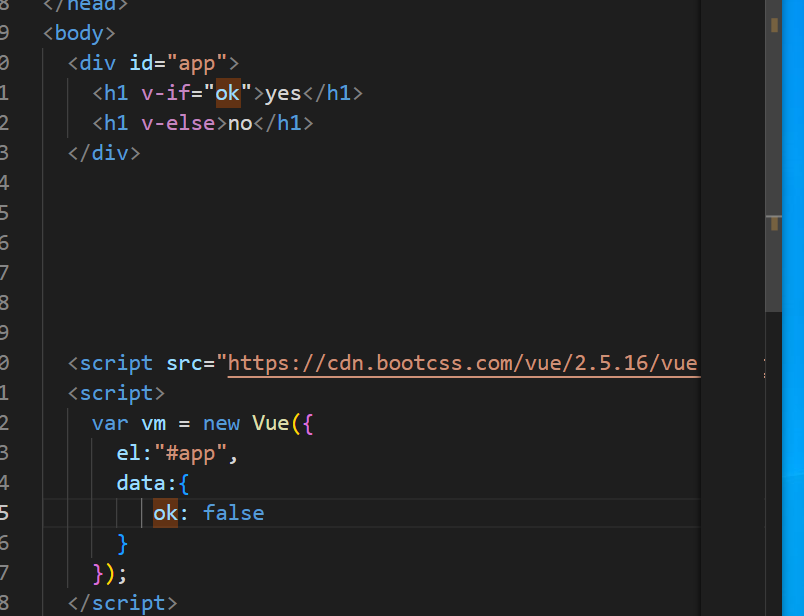 8 </head>
9 <body>
0 <div id="app">
1 <h1 v-if="ok">yes</h1>
2 <h1 v-else>no</h1>
3 </div>
4
5
6
7
8
9
0 <script src="https://cdn.bootcss.com/vue/2.5.16/vue
1 <script>
2 var vm = new Vue({
3 el:"#app",
4 data:{
5 ok: false
6 }
7 });
8 </script>